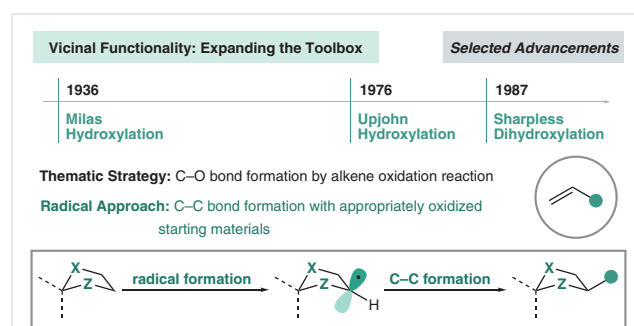 Vicinal Functionality: Expanding the Toolbox
Selected Advancements
1936
1976
1987
Milas
Hydroxylation
Upjohn
Hydroxylation
Sharpless
Dihydroxylation
Thematic Strategy: C–O bond formation by alkene oxidation reaction
Radical Approach: C–C bond formation with appropriately oxidized
starting materials
X
Z
radical formation
X
Z
H
C–C formation
X
Z